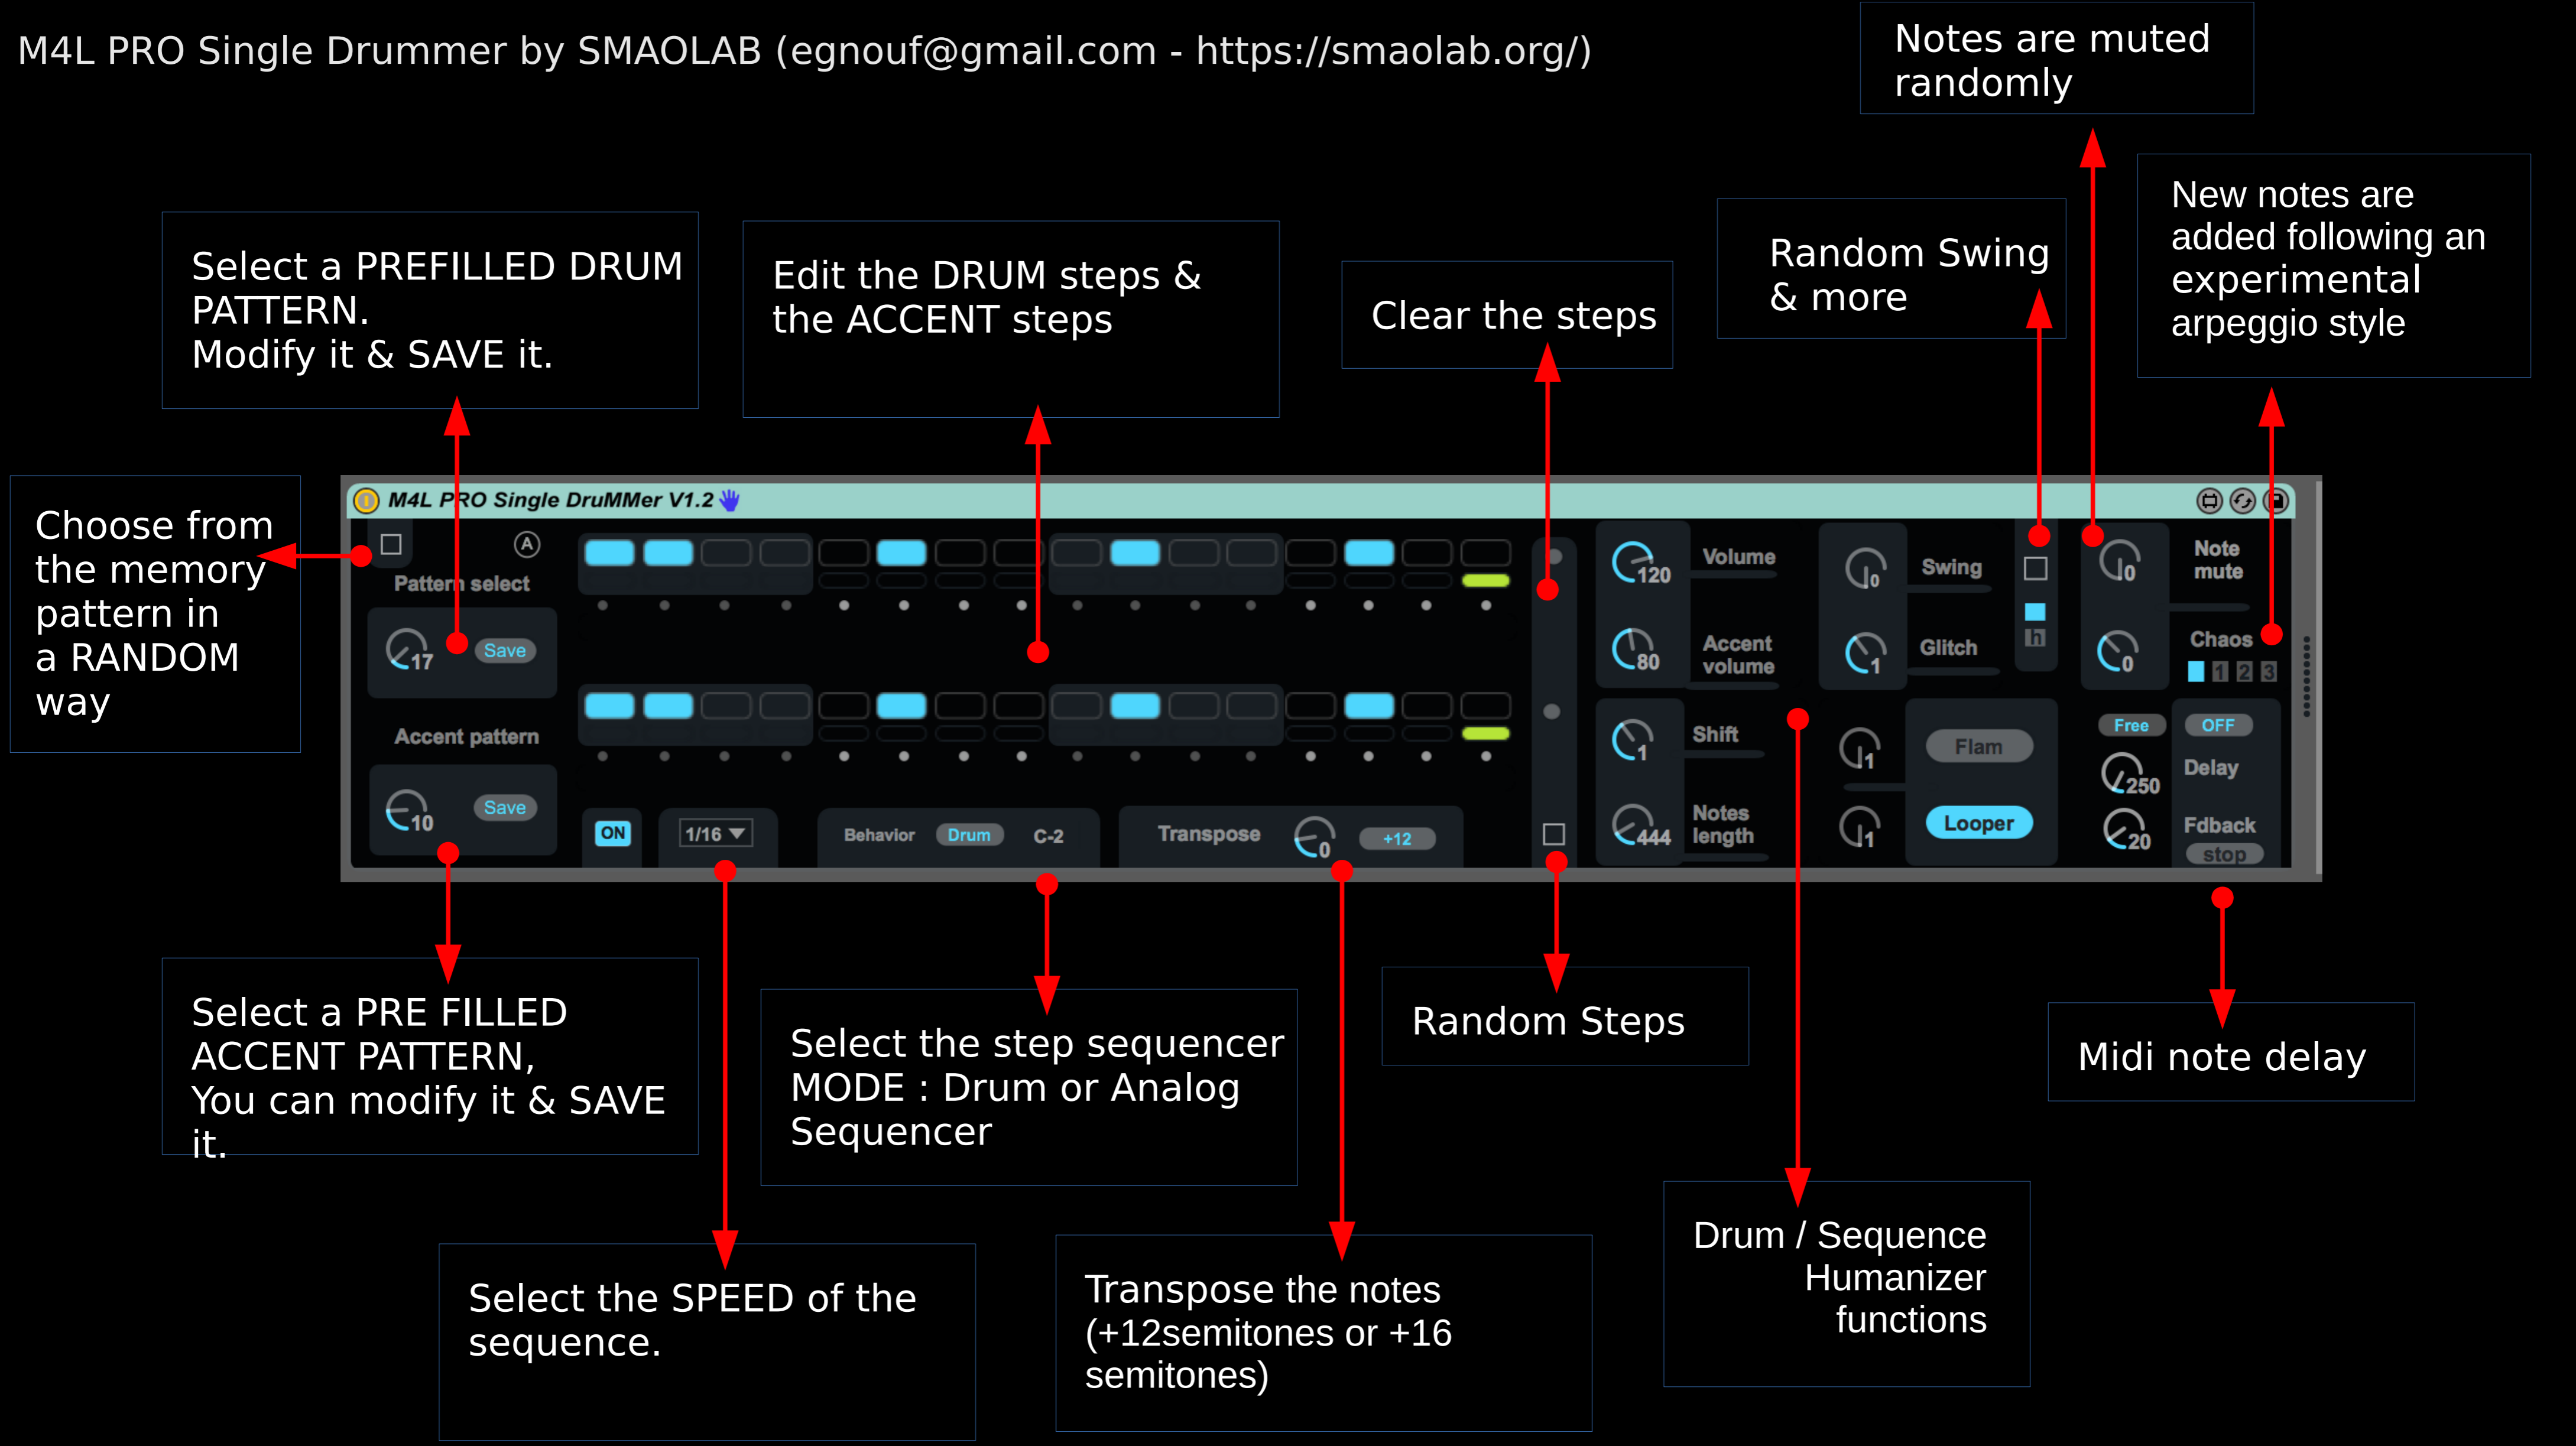 M4L PRO Single Drummer by SMAOLAB (egnouf@gmail.com - https://smaolab.org/)
Notes are muted
randomly
New notes are
added following an
experimental
arpeggio style
Random Swing
& more
Select a PREFILLED DRUM
PATTERN.
Modify it & SAVE it.
Edit the DRUM steps &
the ACCENT steps
Clear the steps
Choose from
the memory
pattern in
a RANDOM
way
M4L PRO Single DruMMer V1.2
A
Pattern select
17
Save
Accent pattern
10
Save
ON
1/16
Behavior
Drum
C-2
Transpose
0
+12
120
Volume
80
Accent
volume
1
Shift
444
Notes
length
0
Swing
1
Glitch
h
1
Flam
1
Looper
0
Note
mute
0
Chaos
1 2 3
Free
OFF
250
Delay
20
Fdback
stop
Select a PRE FILLED
ACCENT PATTERN,
You can modify it & SAVE
it.
Select the step sequencer
MODE : Drum or Analog
Sequencer
Random Steps
Midi note delay
Select the SPEED of the
sequence.
Transpose the notes
(+12semitones or +16
semitones)
Drum / Sequence
Humanizer
functions